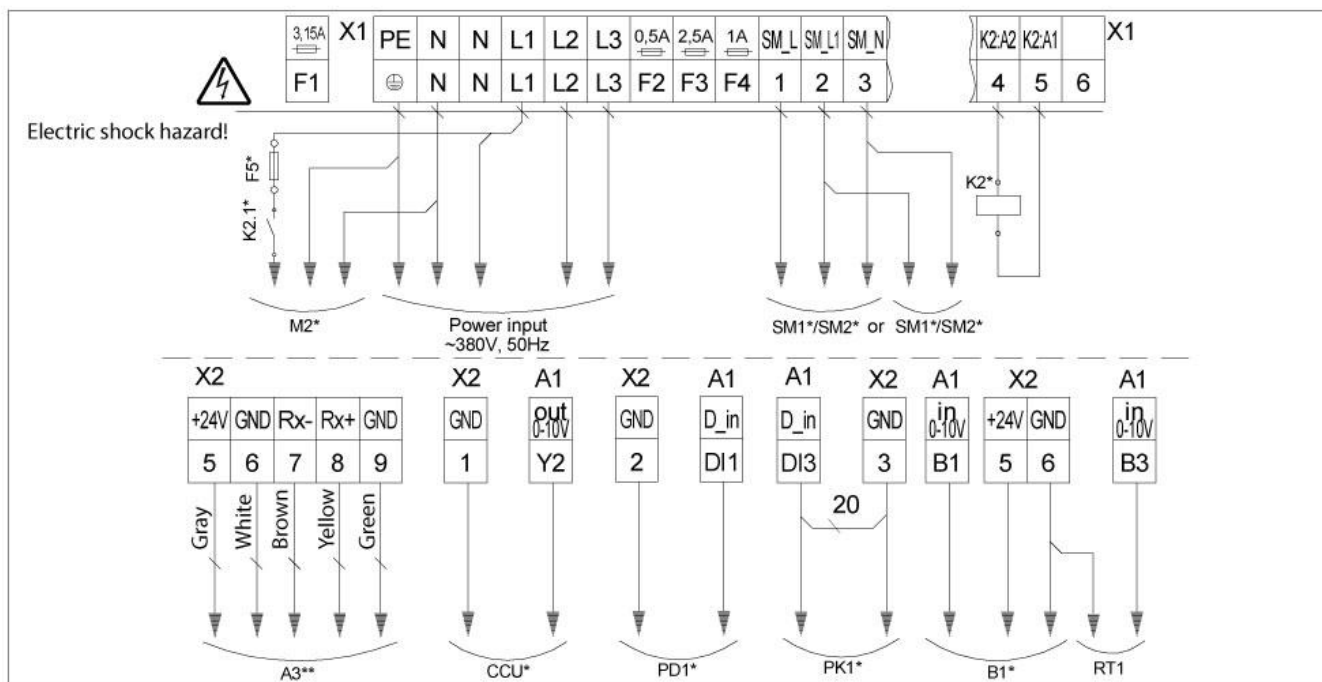 3,15A X1 PE N N L1 L2 L3 0,5A 2,5A 1A SM_L SM_L1 SM_N K2:A2 K2:A1 X1
F1 N N L1 L2 L3 F2 F3 F4 1 2 3 4 5 6
Electric shock hazard!
F5*
K2.1*
K2*
M2*
Power input
~380V, 50Hz
SM1*/SM2* or SM1*/SM2*
X2 X2 A1 X2 A1 A1 X2 A1 X2 A1
+24V GND Rx- Rx+ GND GND out 0-10V GND D_in D_in GND in 0-10V +24V GND in 0-10V
5 6 7 8 9 1 Y2 2 DI1 DI3 3 B1 5 6 B3
Gray White Brown Yellow Green
20
A3** CCU* PD1* PK1* B1* RT1